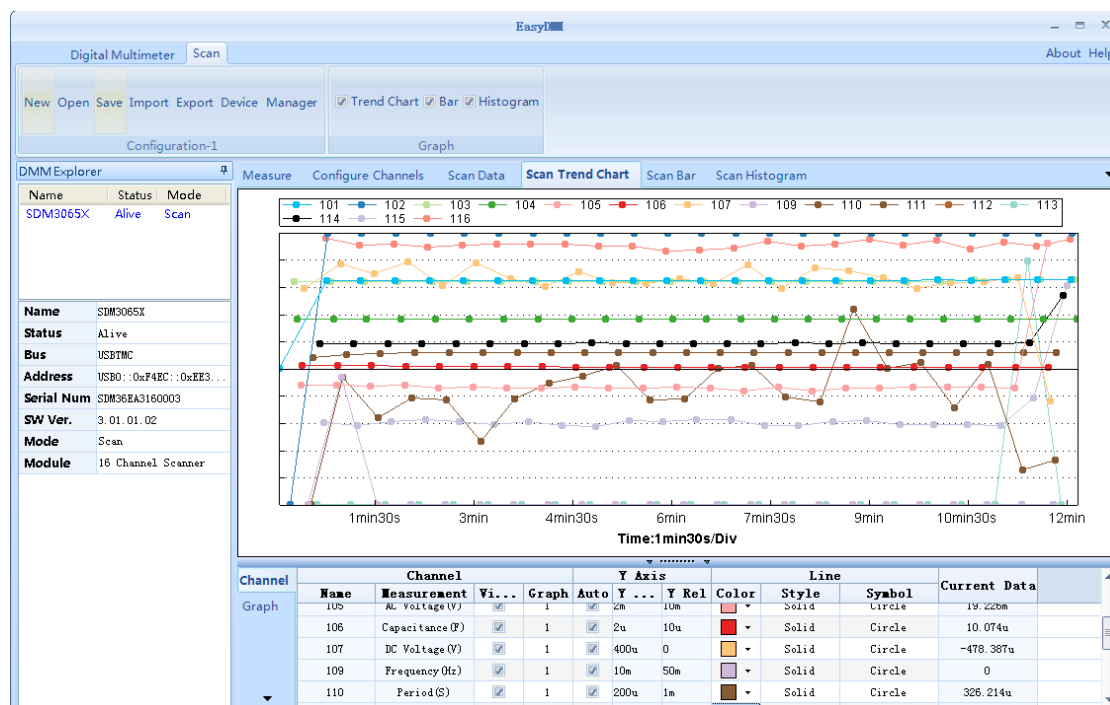 EasyDMM
Digital Multimeter Scan About Help
New Open Save Import Export Device Manager Trend Chart Bar Histogram
Configuration-1 Graph
DMM Explorer
Name Status Mode
SDM3065X Alive Scan
Name SDM3065X
Status Alive
Bus USBTMC
Address USB0::0xF4EC::0xEE3...
Serial Num SDM36EA3160003
SW Ver. 3.01.01.02
Mode Scan
Module 16 Channel Scanner
Measure Configure Channels Scan Data Scan Trend Chart Scan Bar Scan Histogram
101 102 103 104 105 106 107 109 110 111 112 113
114 115 116
1min30s 3min 4min30s 6min 7min30s 9min 10min30s 12min
Time:1min30s/Div
Channel
Graph
Channel Y Axis Line Current Data
Name Measurement Vi... Graph Auto Y ... Y Rel Color Style Symbol
105 AC Voltage(V) 1 2m 10m Solid Circle 19.226m
106 Capacitance(F) 1 2u 10u Solid Circle 10.074u
107 DC Voltage(V) 1 400u 0 Solid Circle -478.387u
109 Frequency(Hz) 1 10m 50m Solid Circle 0
110 Period(S) 1 200u 1m Solid Circle 326.214u